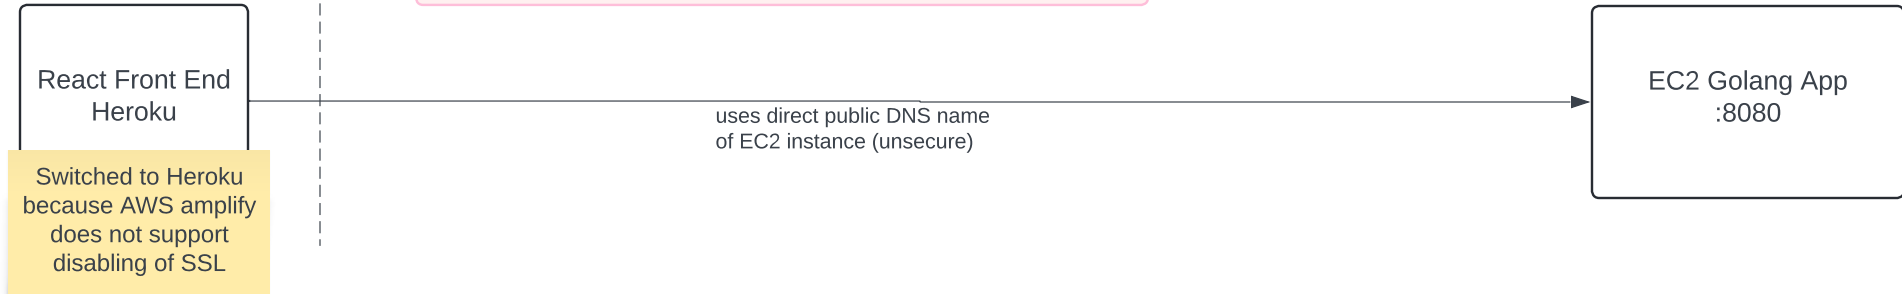 React Front End
Heroku
Switched to Heroku
because AWS amplify
does not support
disabling of SSL
uses direct public DNS name
of EC2 instance (unsecure)
EC2 Golang App
:8080